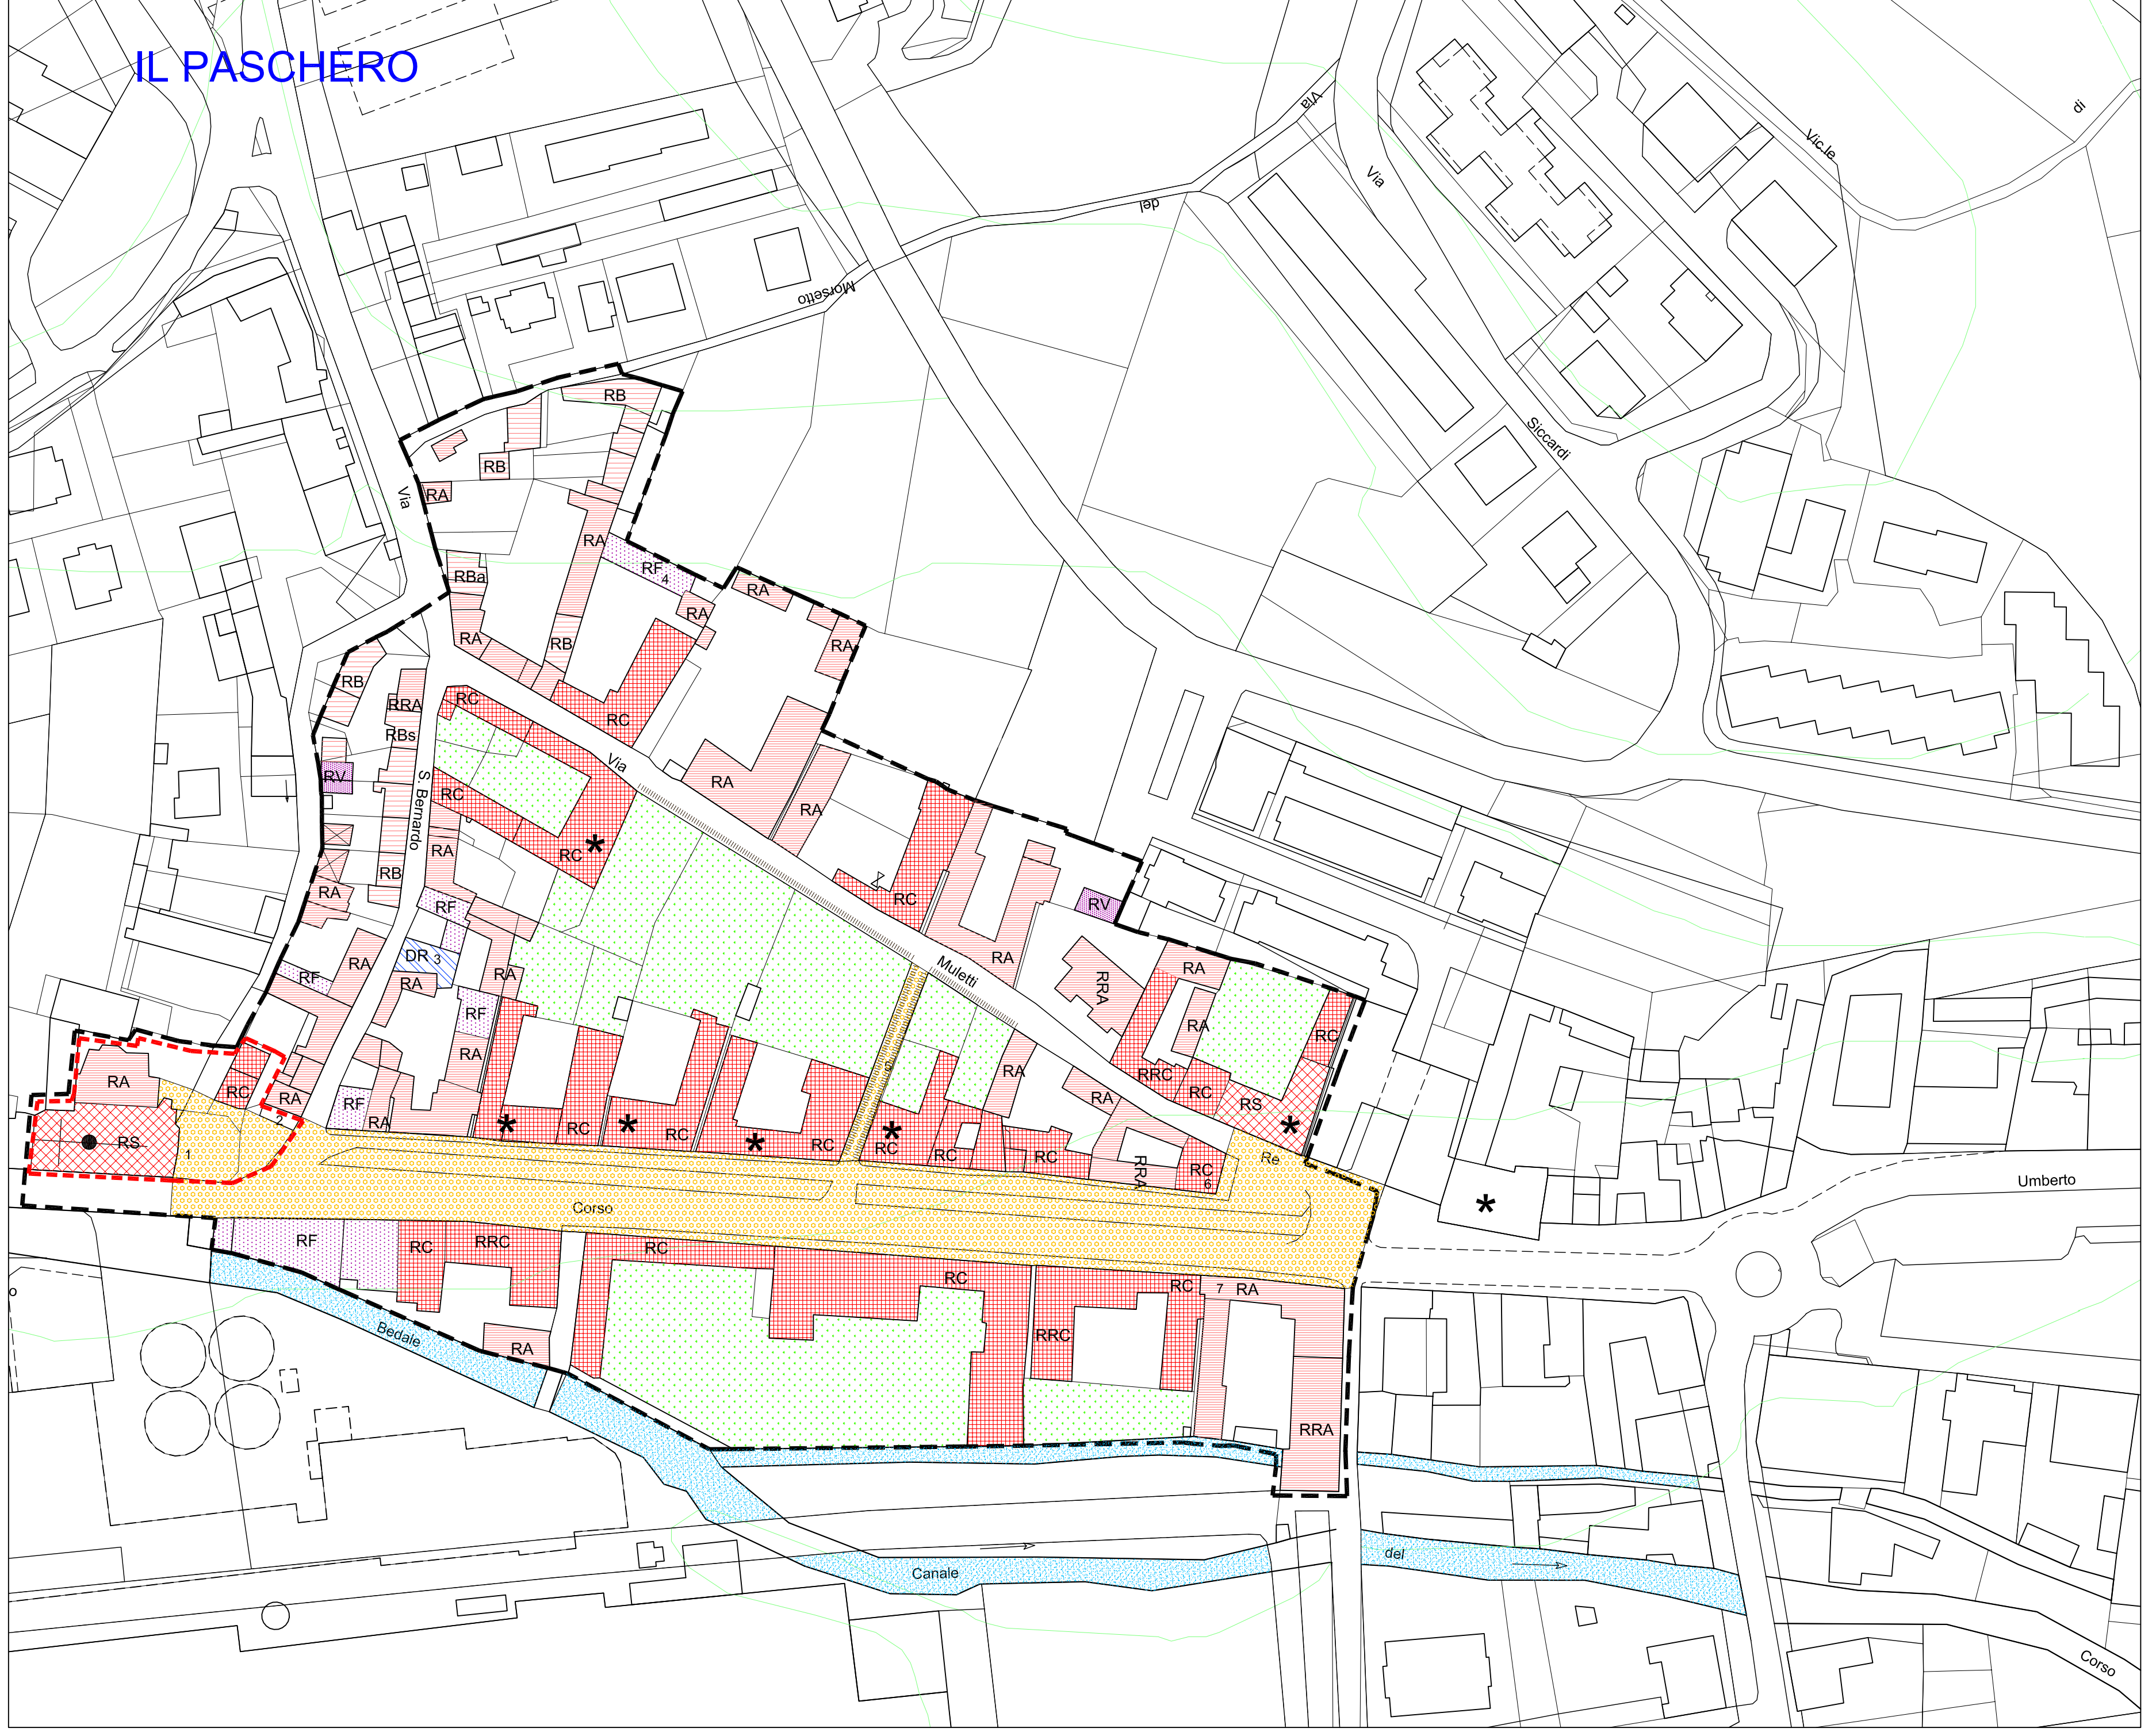 IL PASCHERO
Via
di
Vic.le
Via
del
Morsetto
RB
RB
Siccardi
RA
Via
RA
RBa
RF
4
RA
RA
RA
RB
RA
RB
RC
RRA
RC
RBs
Via
RV
RA
S. Bernardo
RC
RA
RA
RC
*
RB
RA
RC
RV
RF
RA
RA
DR
3
Muletti
RA
RF
RA
RA
RRA
RF
RA
RC
RA
5
RA
RRC
RA
RC
RC
RA
RA
RF
RS
2
RA
*
*
*
*
*
RS
1
RC
RC
RC
RC
RC
RC
RRA
RC
6
Re
Umberto
*
Corso
RF
RC
RRC
RC
RC
RC
7
RA
o
Bedale
RA
RRC
RRA
del
Canale
Corso